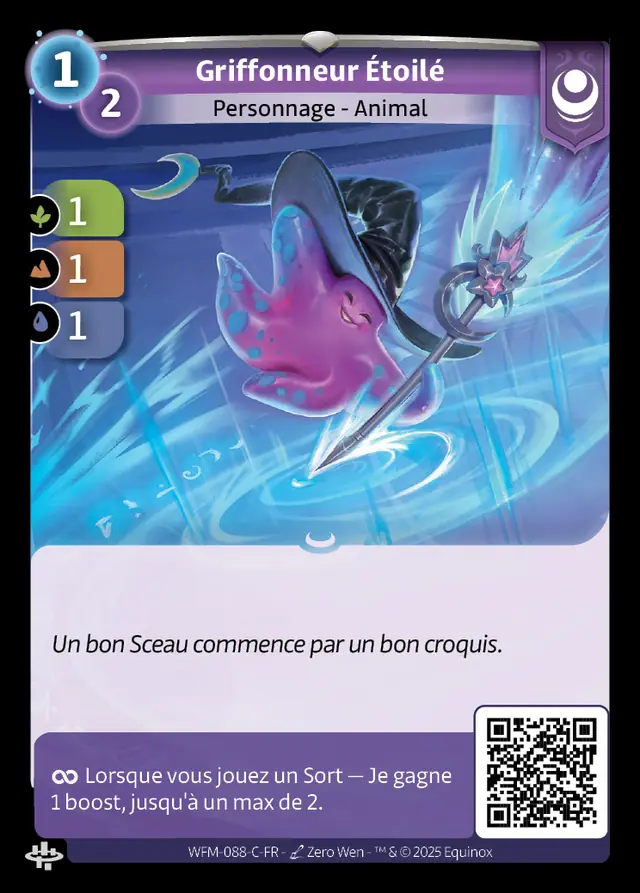 1
Griffonneur Étoilé
2
Personnage - Animal
1
1
1
Un bon Sceau commence par un bon croquis.
∞ Lorsque vous jouez un Sort — Je gagne
1 boost, jusqu'à un max de 2.
WFM-088-C-FR - Zero Wen - ™ & © 2025 Equinox